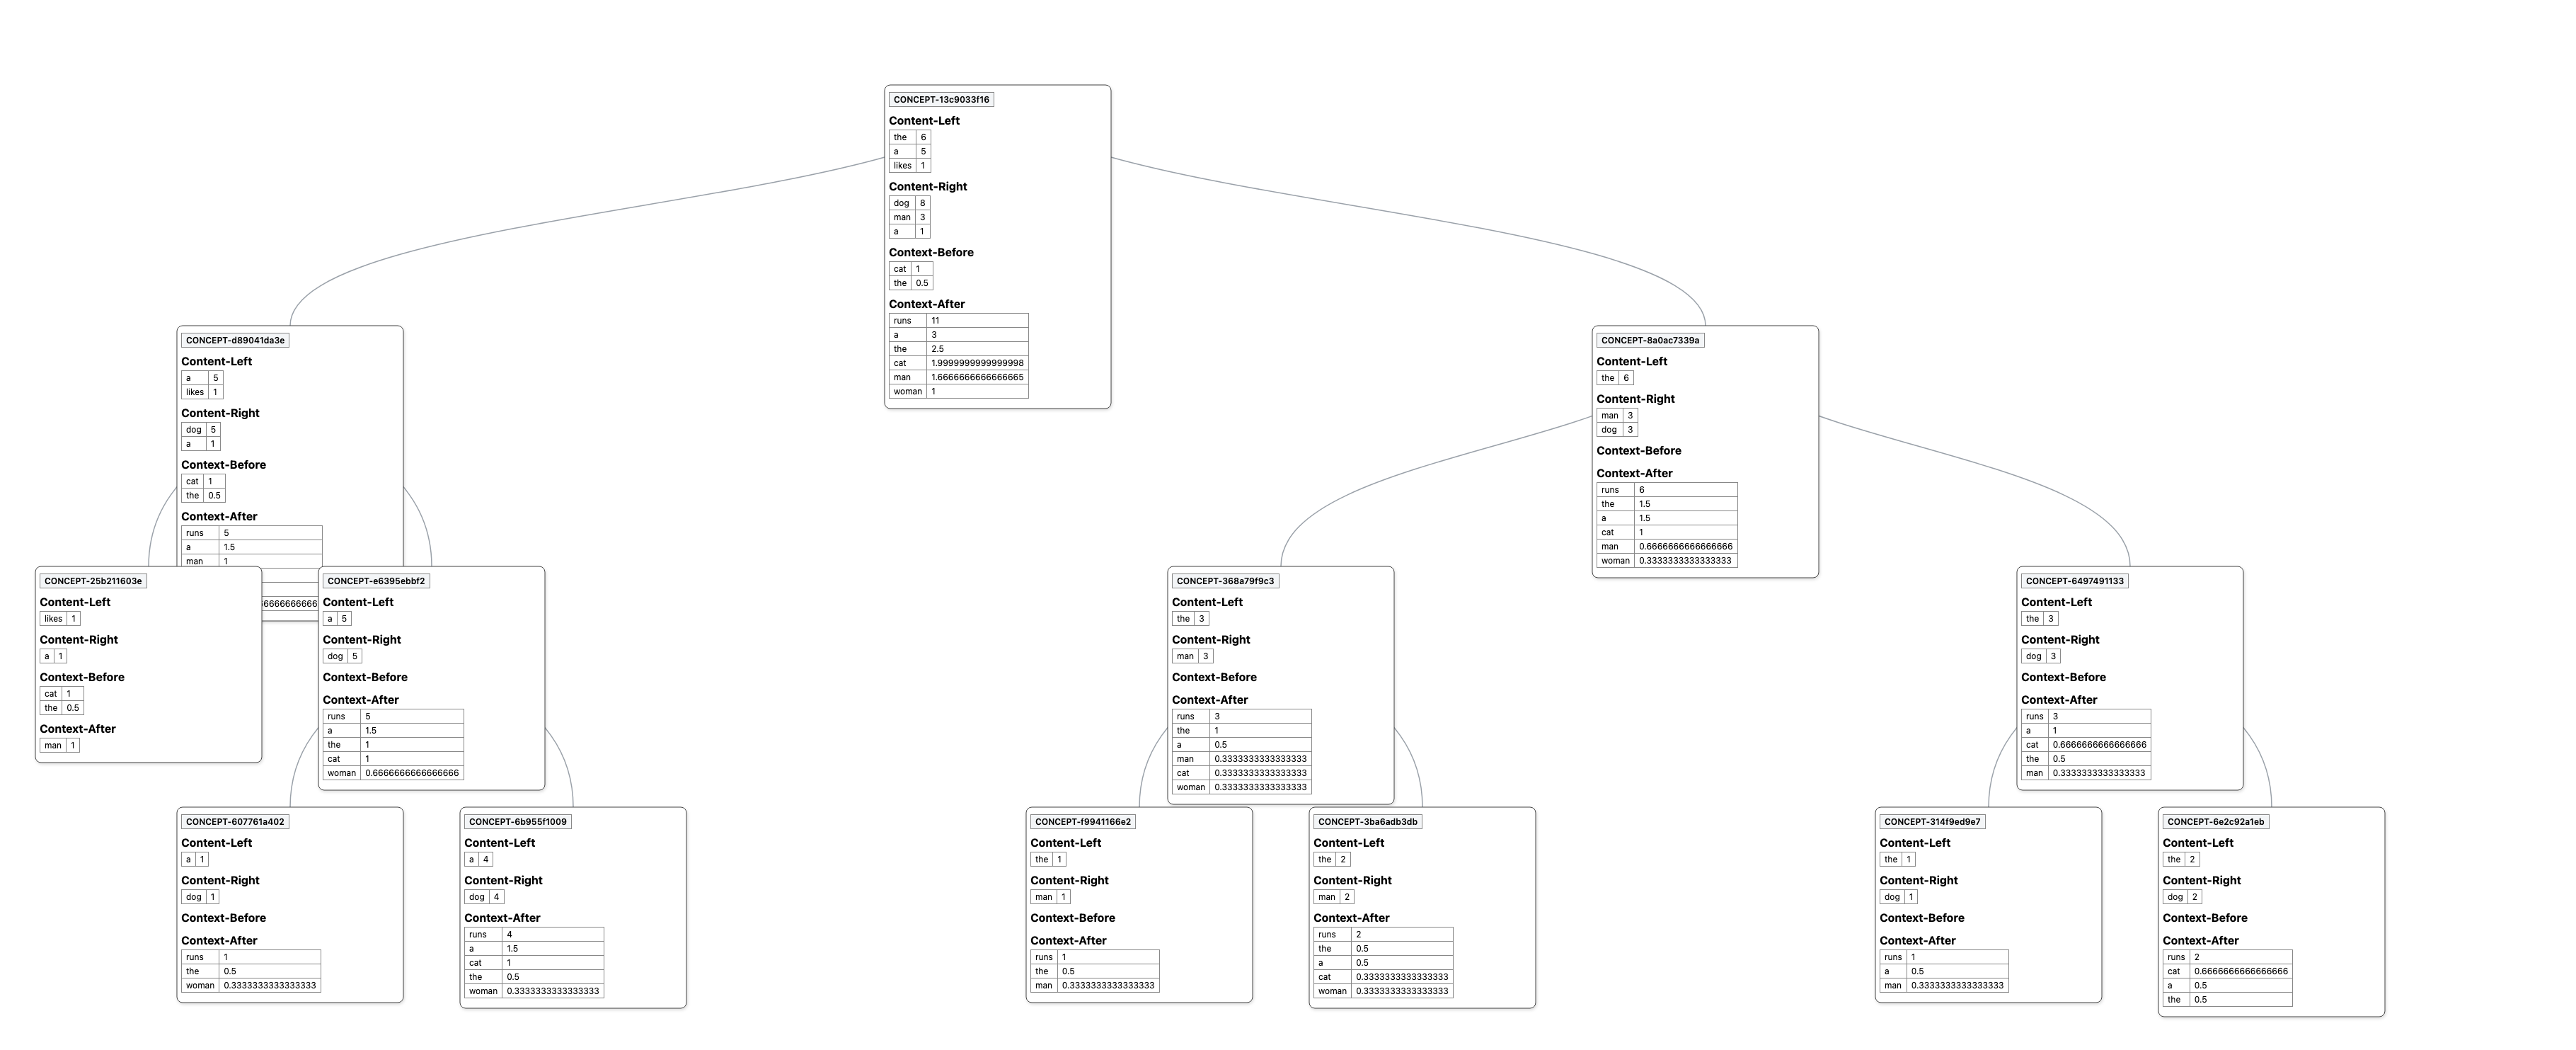 CONCEPT-13c9033f16
Content-Left
the 6
a 5
likes 1
Content-Right
dog 8
man 3
a 1
Context-Before
cat 1
the 0.5
Context-After
runs 11
a 3
the 2.5
cat 1.9999999999999998
man 1.6666666666666665
woman 1
CONCEPT-d89041da3e
Content-Left
a 5
likes 1
Content-Right
dog 5
a 1
Context-Before
cat 1
the 0.5
Context-After
runs 5
a 1.5
man 1
CONCEPT-8a0ac7339a
Content-Left
the 6
Content-Right
man 3
dog 3
Context-Before
Context-After
runs 6
the 1.5
a 1.5
cat 1
man 0.6666666666666666
woman 0.3333333333333333
CONCEPT-25b211603e
Content-Left
likes 1
Content-Right
a 1
Context-Before
cat 1
the 0.5
Context-After
man 1
CONCEPT-e6395ebbf2
Content-Left
a 5
Content-Right
dog 5
Context-Before
Context-After
runs 5
a 1.5
the 1
cat 1
woman 0.6666666666666666
CONCEPT-368a79f9c3
Content-Left
the 3
Content-Right
man 3
Context-Before
Context-After
runs 3
the 1
a 0.5
man 0.3333333333333333
cat 0.3333333333333333
woman 0.3333333333333333
CONCEPT-6497491133
Content-Left
the 3
Content-Right
dog 3
Context-Before
Context-After
runs 3
a 1
cat 0.6666666666666666
the 0.5
man 0.3333333333333333
CONCEPT-607761a402
Content-Left
a 1
Content-Right
dog 1
Context-Before
Context-After
runs 1
the 0.5
woman 0.3333333333333333
CONCEPT-6b955f1009
Content-Left
a 4
Content-Right
dog 4
Context-After
runs 4
a 1.5
cat 1
the 0.5
woman 0.3333333333333333
CONCEPT-f9941166e2
Content-Left
the 1
Content-Right
man 1
Context-Before
Context-After
runs 1
the 0.5
man 0.3333333333333333
CONCEPT-3ba6adb3db
Content-Left
the 2
Content-Right
man 2
Context-After
runs 2
the 0.5
a 0.5
cat 0.3333333333333333
woman 0.3333333333333333
CONCEPT-314f9ed9e7
Content-Left
the 1
Content-Right
dog 1
Context-Before
Context-After
runs 1
a 0.5
man 0.3333333333333333
CONCEPT-6e2c92a1eb
Content-Left
the 2
Content-Right
dog 2
Context-Before
Context-After
runs 2
cat 0.6666666666666666
a 0.5
the 0.5